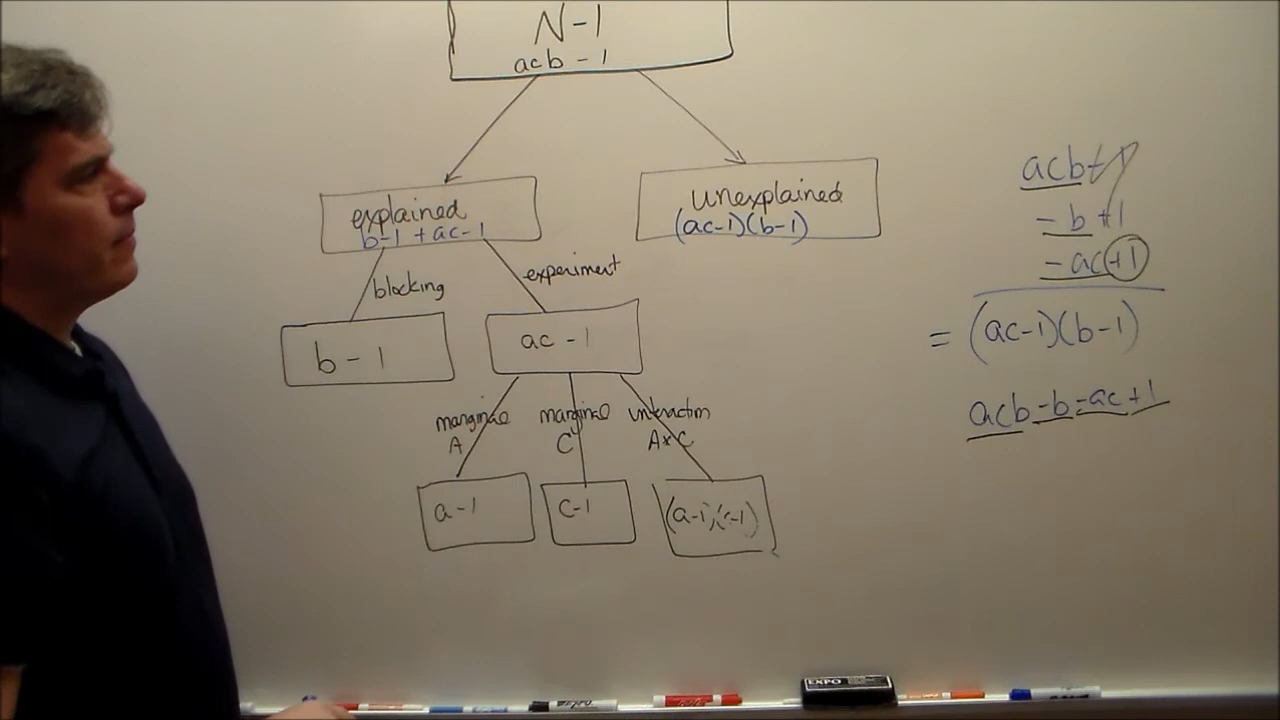 N-1
acb - 1
explained
b-1 + ac-1
unexplained
(ac-1)(b-1)
blocking
experiment
b - 1
ac - 1
marginal
A
marginal
C
interaction
A*C
a-1
c-1
(a-1)(c-1)
acb-1
-b+1
-ac+1
= (ac-1)(b-1)
acb-b-ac+1
EXPO